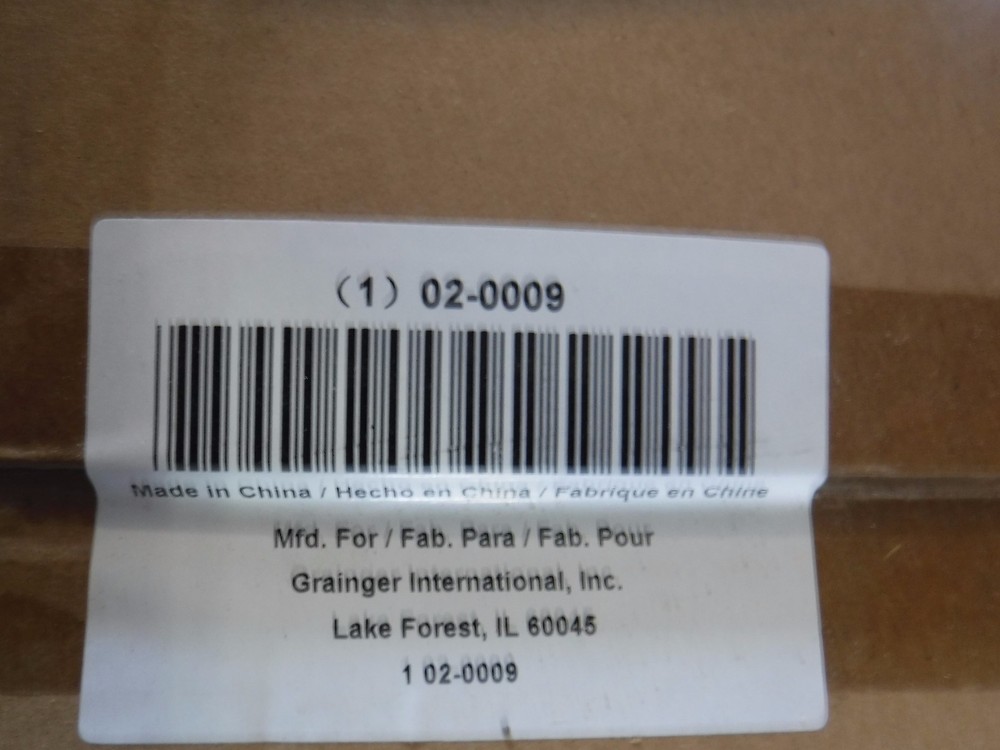 （1）02-0009
Made in China / Hecho en China / Fabrique en Chine
Mfd. For / Fab. Para / Fab. Pour
Grainger International, Inc.
Lake Forest, IL 60045
1 02-0009